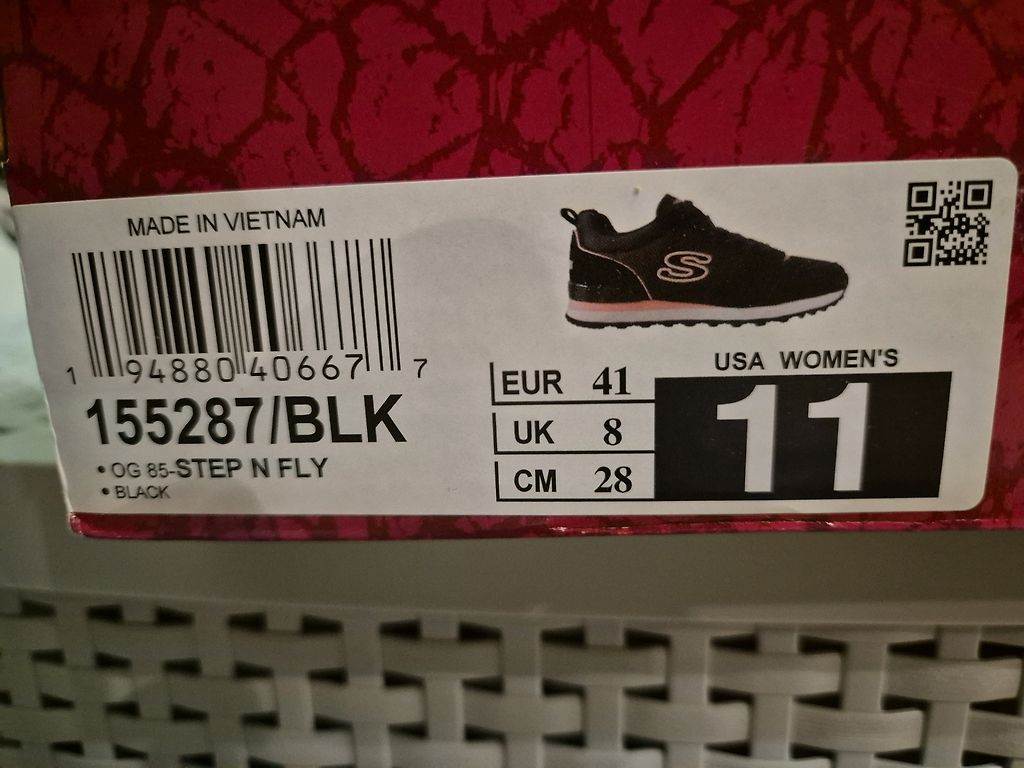 MADE IN VIETNAM
1 94880 40667 7
155287/BLK
• OG 85-STEP N FLY
• BLACK
S
USA WOMEN'S
EUR 41
UK 8
CM 28
11